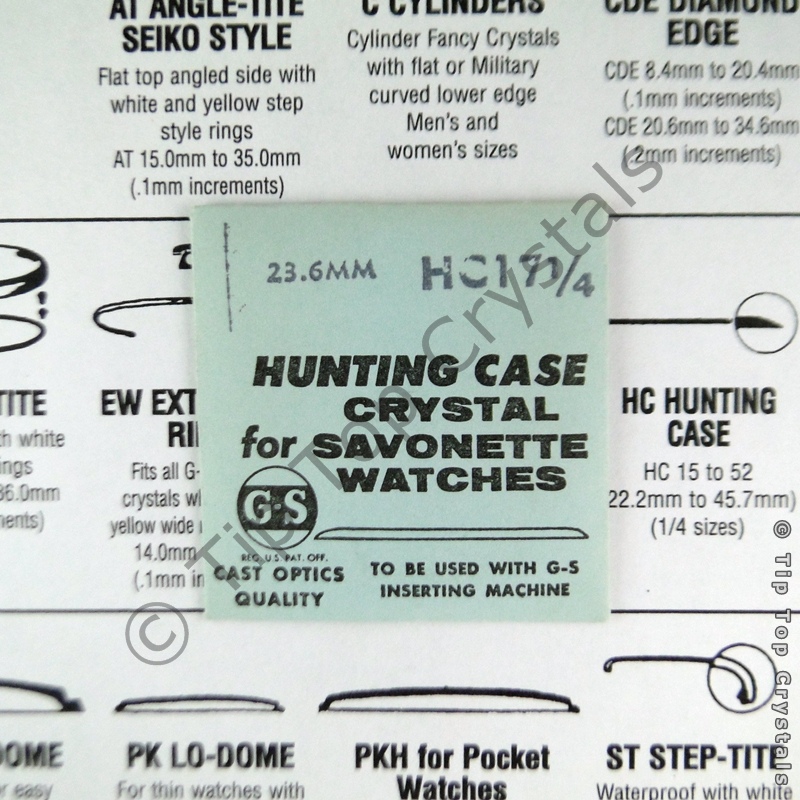 AT ANGLE-TITE
SEIKO STYLE
Flat top angled side with
white and yellow step
style rings
AT 15.0mm to 35.0mm
(.1mm increments)
C CYLINDERS
Cylinder Fancy Crystals
with flat or Military
curved lower edge
Men's and
women's sizes
CDE DIAMOND
EDGE
CDE 8.4mm to 20.4mm
(.1mm increments)
CDE 20.6mm to 34.6mm
(.2mm increments)
23.6MM HC17 1/4
HUNTING CASE
CRYSTAL
for SAVONETTE
WATCHES
G-S
REG. U.S. PAT. OFF.
CAST OPTICS
QUALITY
TO BE USED WITH G-S
INSERTING MACHINE
TITE
white
36.0mm
EW EXT
Fits all G-
crystals
yellow wide
14.0mm
(.1mm
HC HUNTING
CASE
HC 15 to 52
22.2mm to 45.7mm)
(1/4 sizes)
DOME
easy
PK LO-DOME
For thin watches with
PKH for Pocket
Watches
ST STEP-TITE
Waterproof with white
© Tip Top Crystals
© Tip Top Crystals